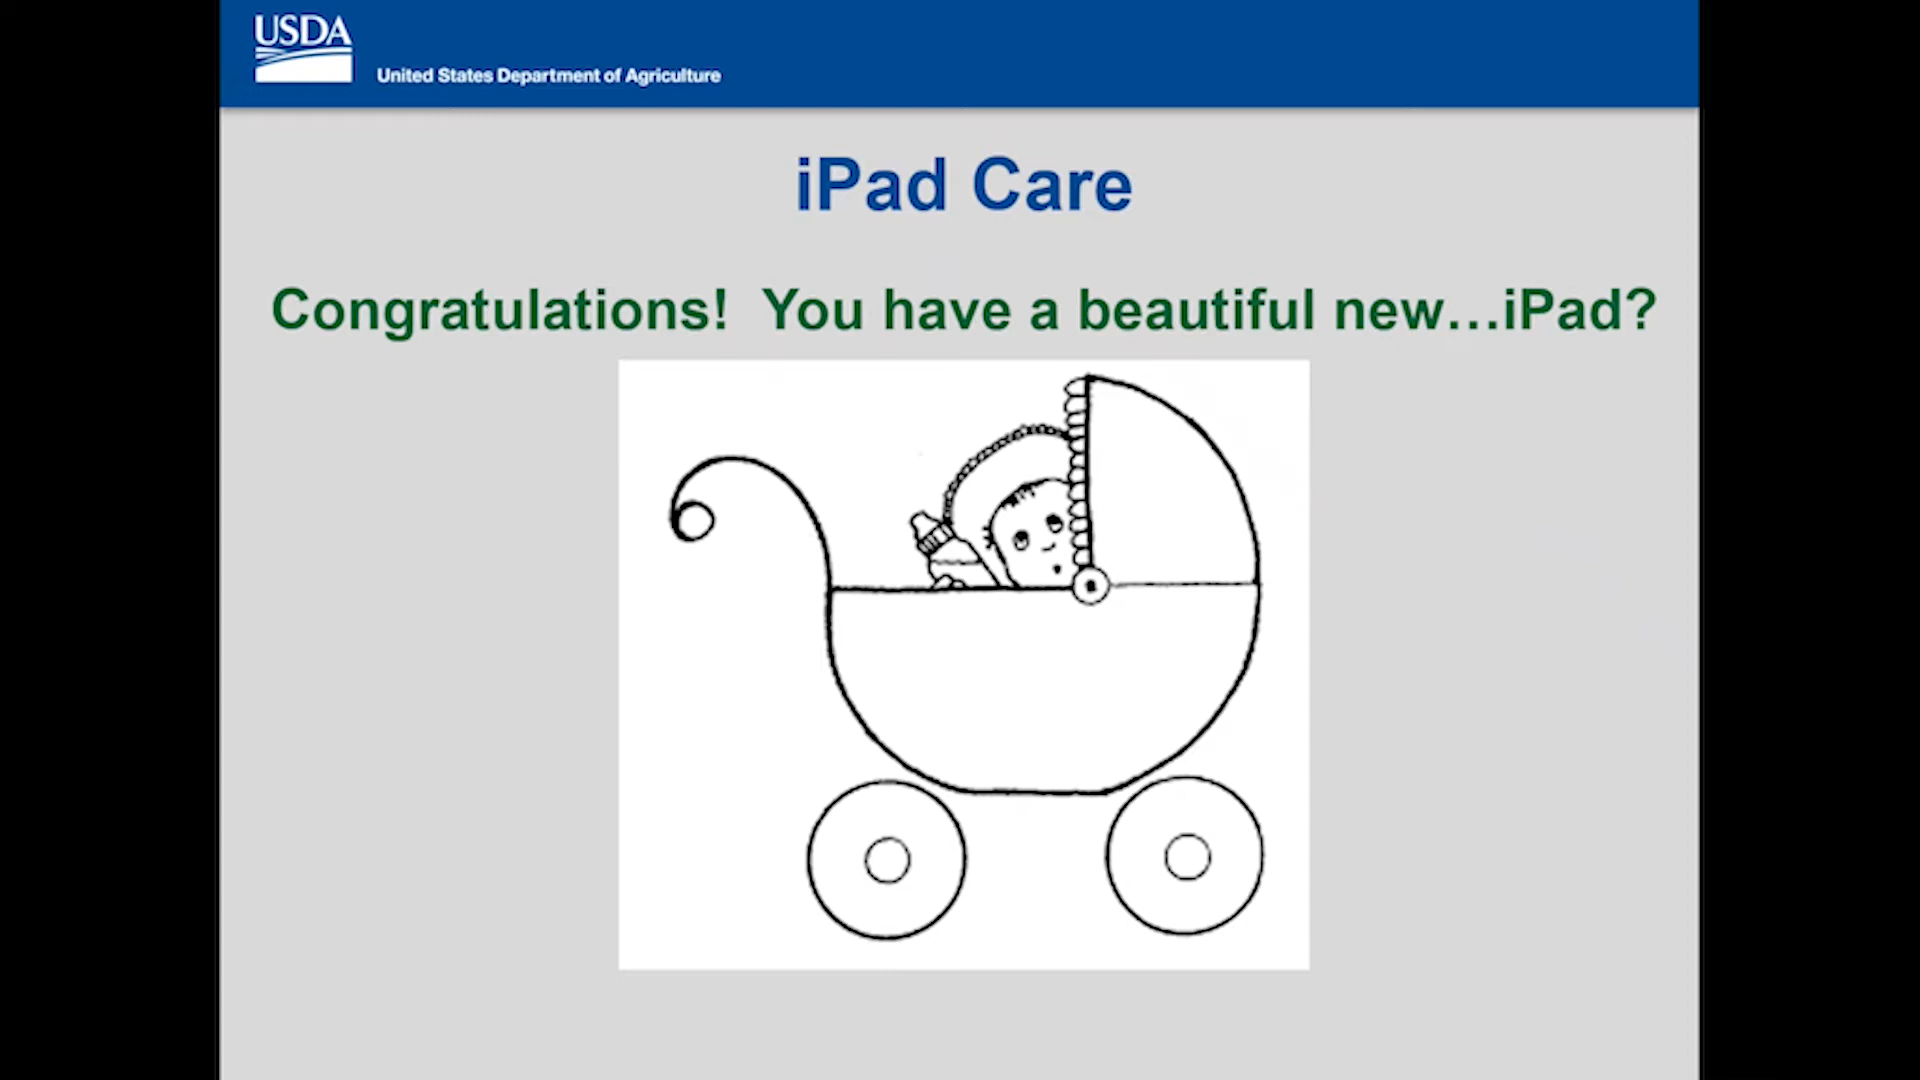 USDA
United States Department of Agriculture
iPad Care
Congratulations!  You have a beautiful new…iPad?